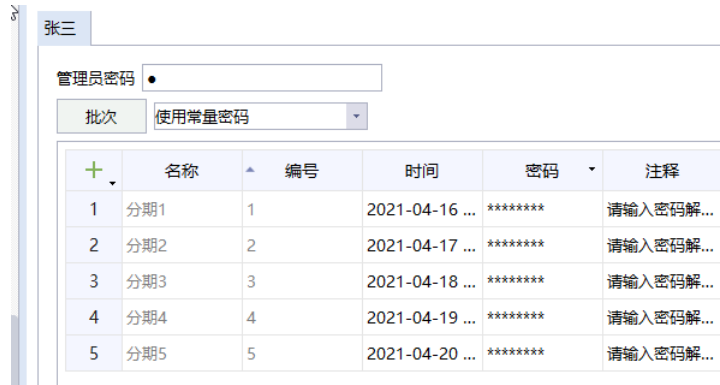 张三
管理员密码 ●
批次 使用常量密码
名称 编号 时间 密码 注释
1 分期1 1 2021-04-16 ... ******** 请输入密码解...
2 分期2 2 2021-04-17 ... ******** 请输入密码解...
3 分期3 3 2021-04-18 ... ******** 请输入密码解...
4 分期4 4 2021-04-19 ... ******** 请输入密码解...
5 分期5 5 2021-04-20 ... ******** 请输入密码解...